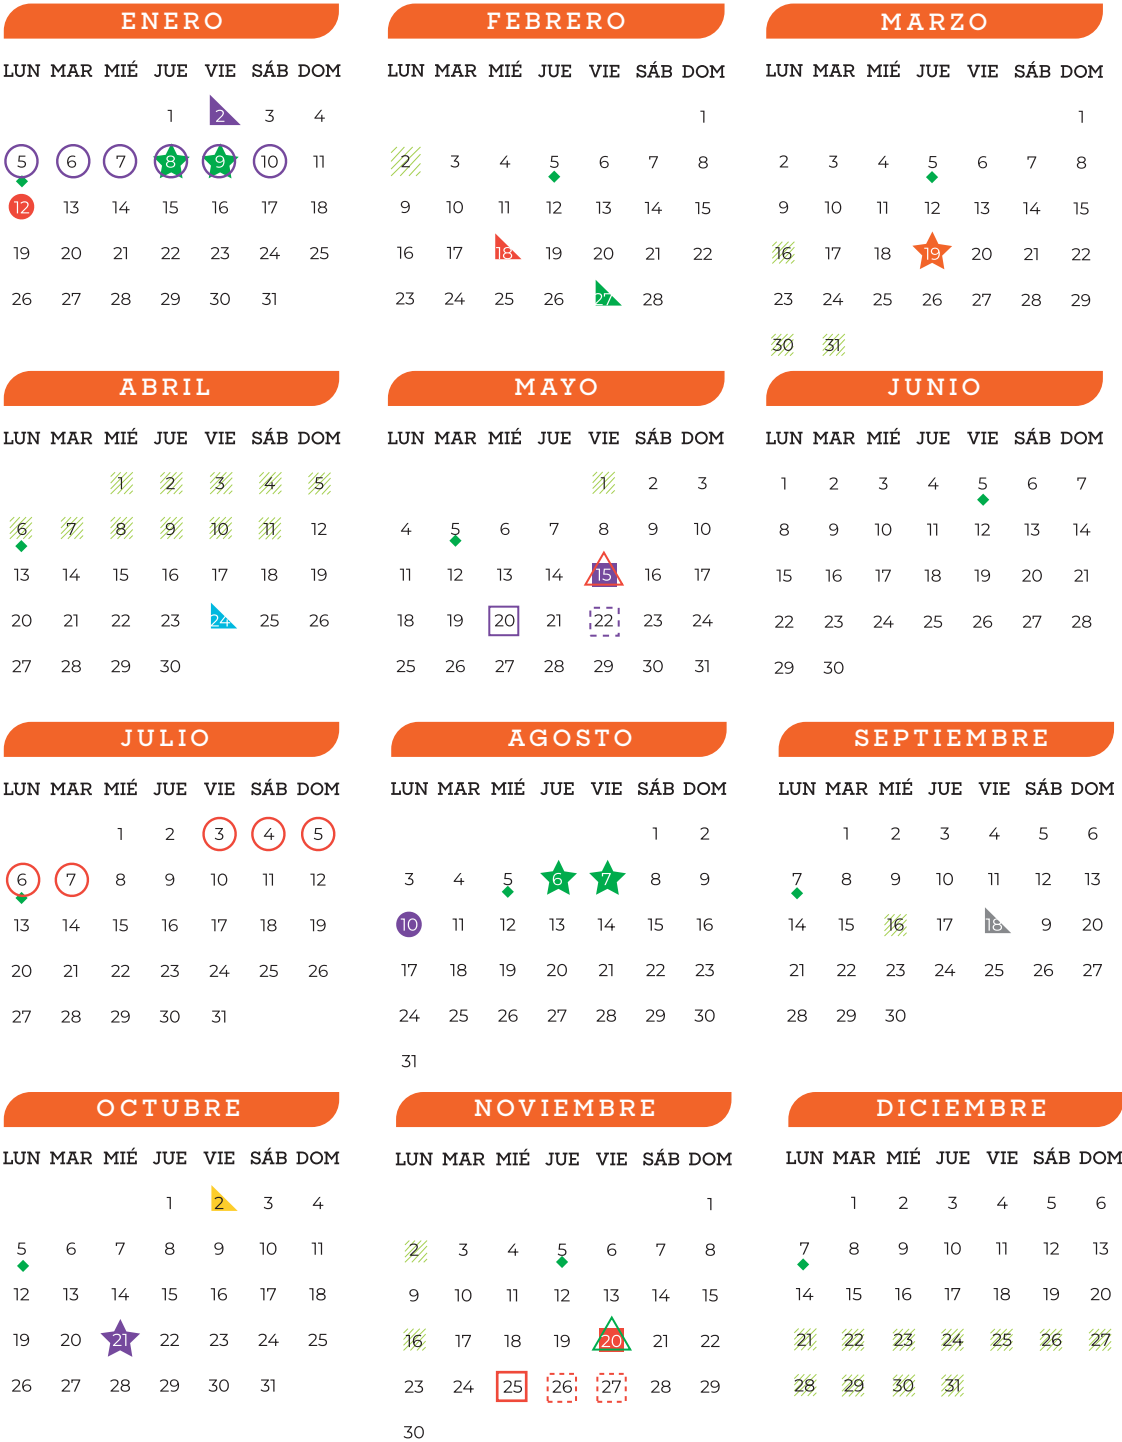 ENERO
LUN MAR MIÉ JUE VIE SÁB DOM
1 2 3 4
5 6 7 8 9 10 11
12 13 14 15 16 17 18
19 20 21 22 23 24 25
26 27 28 29 30 31
FEBRERO
LUN MAR MIÉ JUE VIE SÁB DOM
1
2 3 4 5 6 7 8
9 10 11 12 13 14 15
16 17 18 19 20 21 22
23 24 25 26 27 28
MARZO
LUN MAR MIÉ JUE VIE SÁB DOM
1
2 3 4 5 6 7 8
9 10 11 12 13 14 15
16 17 18 19 20 21 22
23 24 25 26 27 28 29
30 31
ABRIL
LUN MAR MIÉ JUE VIE SÁB DOM
1 2 3 4 5
6 7 8 9 10 11 12
13 14 15 16 17 18 19
20 21 22 23 24 25 26
27 28 29 30
MAYO
LUN MAR MIÉ JUE VIE SÁB DOM
1 2 3
4 5 6 7 8 9 10
11 12 13 14 15 16 17
18 19 20 21 22 23 24
25 26 27 28 29 30 31
JUNIO
LUN MAR MIÉ JUE VIE SÁB DOM
1 2 3 4 5 6 7
8 9 10 11 12 13 14
15 16 17 18 19 20 21
22 23 24 25 26 27 28
29 30
JULIO
LUN MAR MIÉ JUE VIE SÁB DOM
1 2 3 4 5
6 7 8 9 10 11 12
13 14 15 16 17 18 19
20 21 22 23 24 25 26
27 28 29 30 31
AGOSTO
LUN MAR MIÉ JUE VIE SÁB DOM
1 2
3 4 5 6 7 8 9
10 11 12 13 14 15 16
17 18 19 20 21 22 23
24 25 26 27 28 29 30
31
SEPTIEMBRE
LUN MAR MIÉ JUE VIE SÁB DOM
1 2 3 4 5 6
7 8 9 10 11 12 13
14 15 16 17 18 9 20
21 22 23 24 25 26 27
28 29 30
OCTUBRE
LUN MAR MIÉ JUE VIE SÁB DOM
1 2 3 4
5 6 7 8 9 10 11
12 13 14 15 16 17 18
19 20 21 22 23 24 25
26 27 28 29 30 31
NOVIEMBRE
LUN MAR MIÉ JUE VIE SÁB DOM
1
2 3 4 5 6 7 8
9 10 11 12 13 14 15
16 17 18 19 20 21 22
23 24 25 26 27 28 29
30
DICIEMBRE
LUN MAR MIÉ JUE VIE SÁB DOM
1 2 3 4 5 6
7 8 9 10 11 12 13
14 15 16 17 18 19 20
21 22 23 24 25 26 27
28 29 30 31